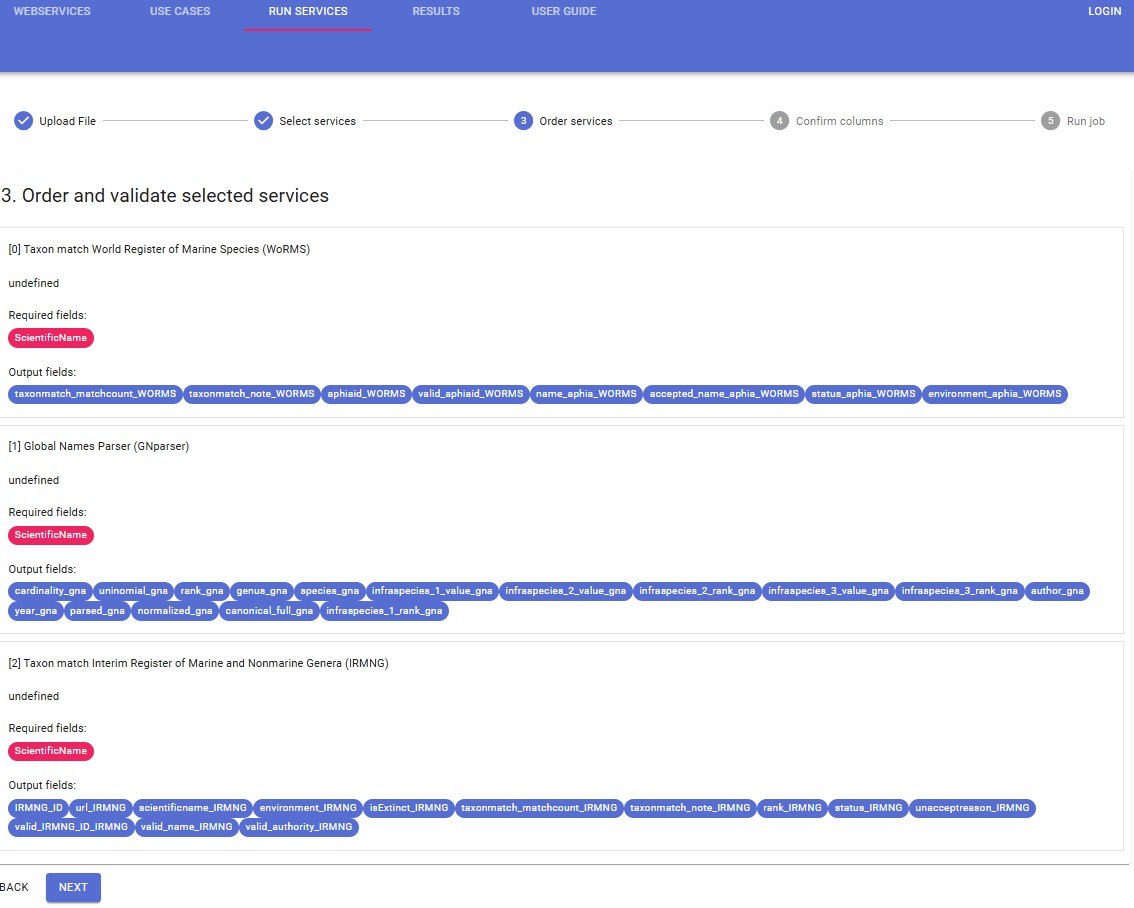 WEBSERVICES USE CASES RUN SERVICES RESULTS USER GUIDE LOGIN
Upload File Select services 3 Order services 4 Confirm columns 5 Run job
3. Order and validate selected services
[0] Taxon match World Register of Marine Species (WoRMS)
undefined
Required fields:
ScientificName
Output fields:
taxonmatch_matchcount_WORMS taxonmatch_note_WORMS aphiaid_WORMS valid_aphiaid_WORMS name_aphia_WORMS accepted_name_aphia_WORMS status_aphia_WORMS environment_aphia_WORMS
[1] Global Names Parser (GNparser)
undefined
Required fields:
ScientificName
Output fields:
cardinality_gna uninomial_gna rank_gna genus_gna species_gna infraspecies_1_value_gna infraspecies_2_value_gna infraspecies_2_rank_gna infraspecies_3_value_gna infraspecies_3_rank_gna author_gna
year_gna parsed_gna normalized_gna canonical_full_gna infraspecies_1_rank_gna
[2] Taxon match Interim Register of Marine and Nonmarine Genera (IRMNG)
undefined
Required fields:
ScientificName
Output fields:
IRMNG_ID url_IRMNG scientificname_IRMNG environment_IRMNG isExtinct_IRMNG taxonmatch_matchcount_IRMNG taxonmatch_note_IRMNG rank_IRMNG status_IRMNG unacceptreason_IRMNG
valid_IRMNG_ID_IRMNG valid_name_IRMNG valid_authority_IRMNG
BACK NEXT